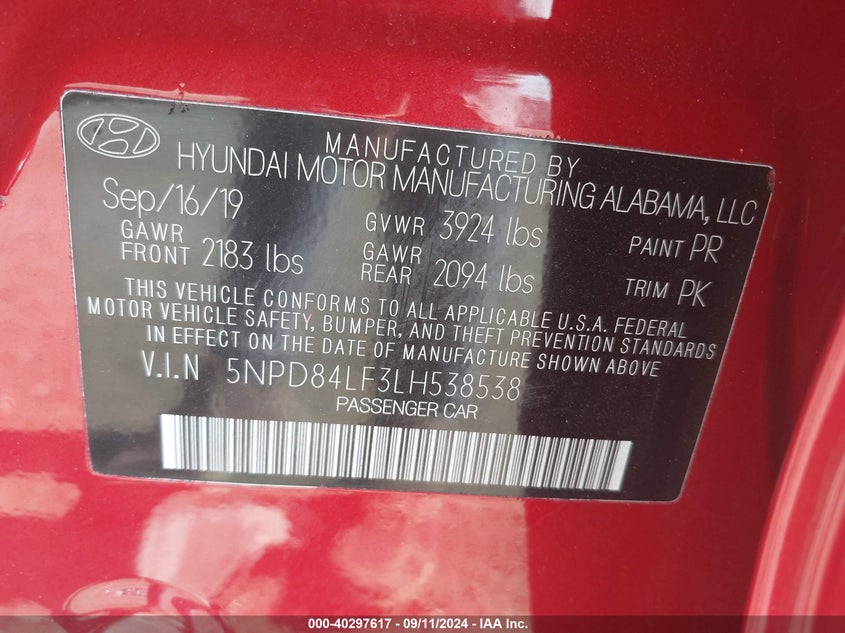 MANUFACTURED BY
HYUNDAI MOTOR MANUFACTURING ALABAMA, LLC
Sep/16/19
GVWR 3924 lbs
PAINT PR
GAWR
FRONT 2183 lbs
GAWR
REAR 2094 lbs
TRIM PK
THIS VEHICLE CONFORMS TO ALL APPLICABLE U.S.A. FEDERAL
MOTOR VEHICLE SAFETY, BUMPER, AND THEFT PREVENTION STANDARDS
IN EFFECT ON THE DATE OF MANUFACTURE SHOWN ABOVE
V.I.N 5NPD84LF3LH538538
PASSENGER CAR
000-40297617 - 09/11/2024 - IAA Inc.